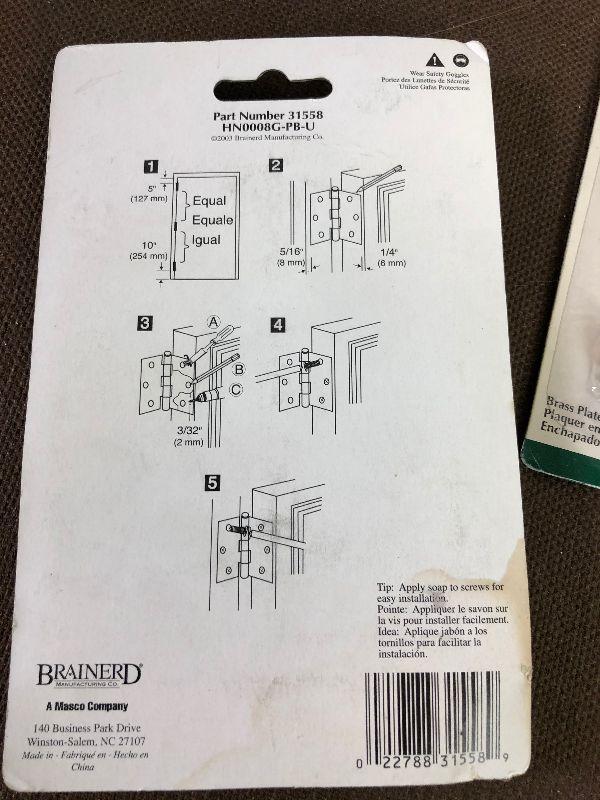 Wear Safety Goggles
Portez des Lunettes de Sécurité
Utilice Gafas Protectoras
Part Number 31558
HN0008G-PB-U
©2003 Brainerd Manufacturing Co.
1
5"
(127 mm)
Equal
Equale
Igual
10"
(254 mm)
2
5/16"
(8 mm)
1/4"
(6 mm)
3
A
B
C
3/32"
(2 mm)
4
5
Tip: Apply soap to screws for
easy installation.
Pointe: Appliquer le savon sur
la vis pour installer facilement.
Idea: Aplique jabón a los
tornillos para facilitar la
instalación.
BRAINERD®
MANUFACTURING CO.
A Masco Company
140 Business Park Drive
Winston-Salem, NC 27107
Made in - Fabriqué en - Hecho en
China
0 22788 31558 9
Brass Plate
Plaquer en
Enchapado